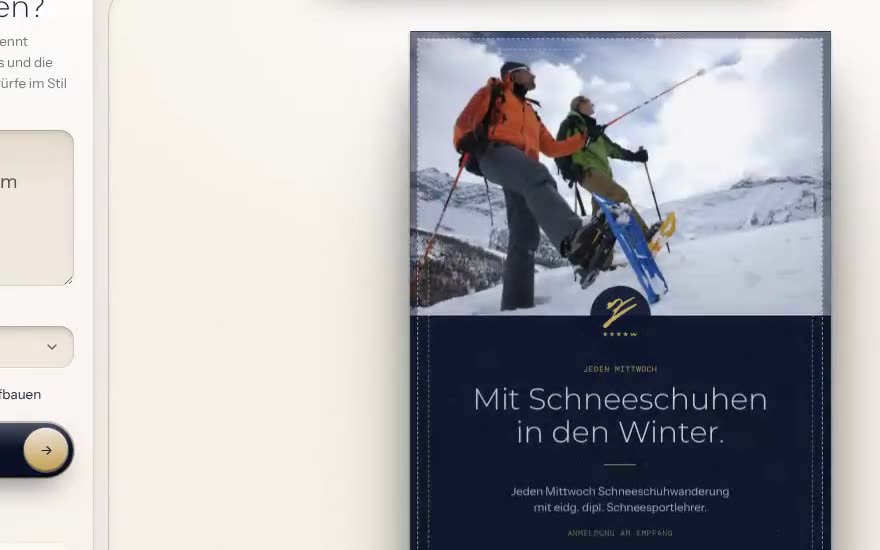 en?
ennt
s und die
ürfe im Stil
m
fbauen
JEDEN MITTWOCH
Mit Schneeschuhen
in den Winter.
Jeden Mittwoch Schneeschuhwanderung
mit eidg. dipl. Schneesportlehrer.
ANMELDUNG AM EMPFANG